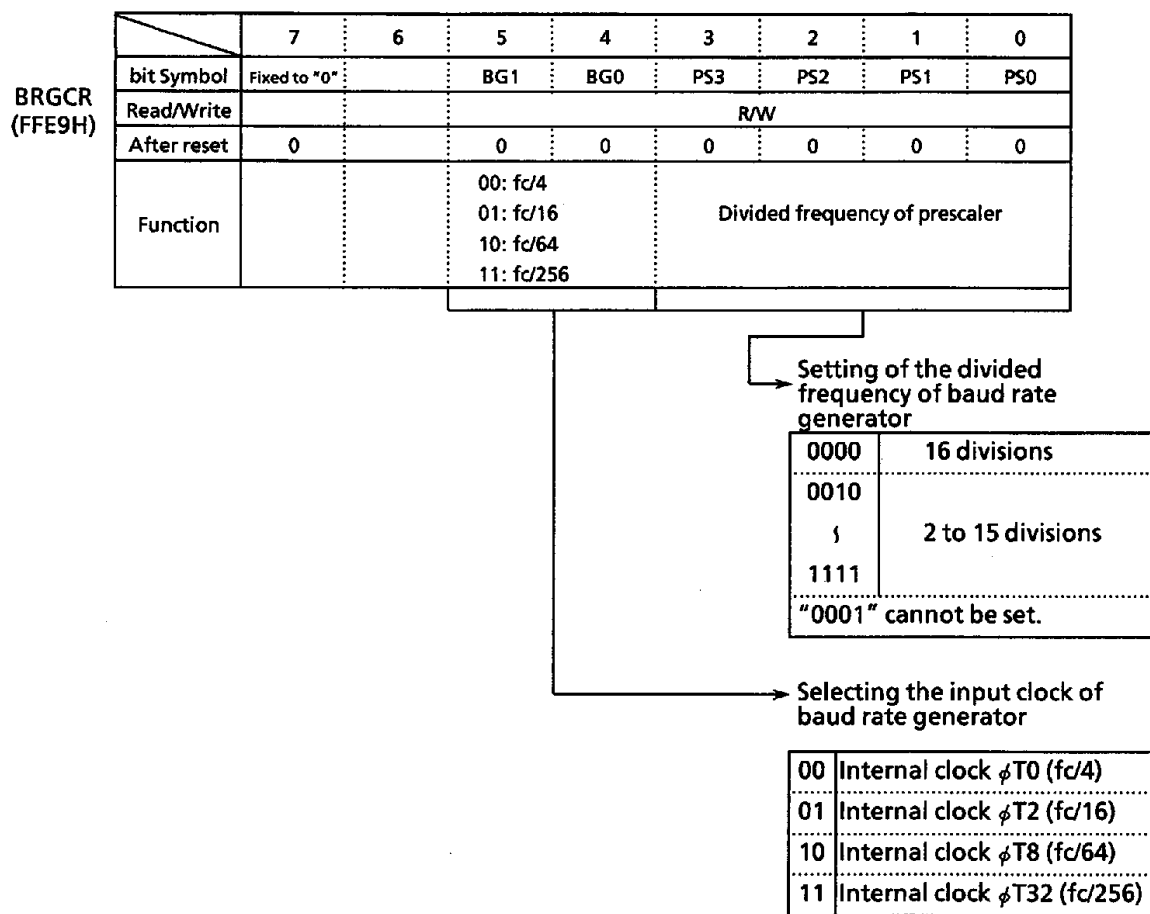 7 6 5 4 3 2 1 0
bit Symbol Fixed to "0" BG1 BG0 PS3 PS2 PS1 PS0
BRGCR
(FFE9H)
Read/Write R/W
After reset 0 0 0 0 0 0 0
Function
00: fc/4
01: fc/16
10: fc/64
11: fc/256
Divided frequency of prescaler
Setting of the divided
frequency of baud rate
generator
0000 16 divisions
0010
⌇ 2 to 15 divisions
1111
"0001" cannot be set.
Selecting the input clock of
baud rate generator
00 Internal clock ϕT0 (fc/4)
01 Internal clock ϕT2 (fc/16)
10 Internal clock ϕT8 (fc/64)
11 Internal clock ϕT32 (fc/256)